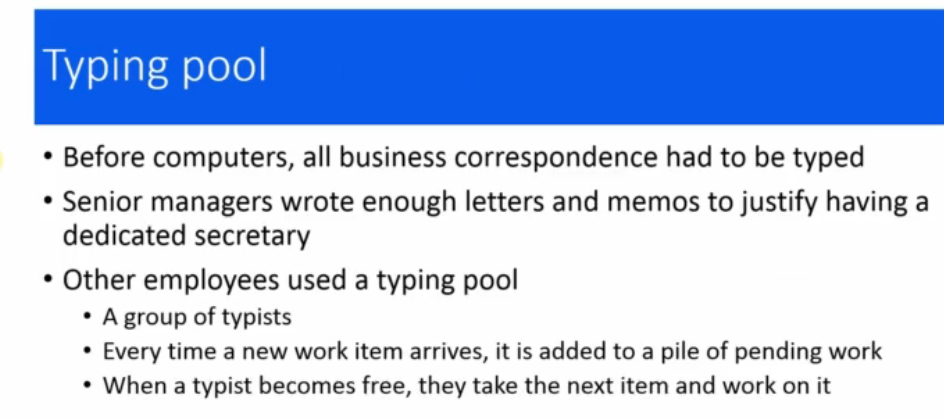 Typing pool
• Before computers, all business correspondence had to be typed
• Senior managers wrote enough letters and memos to justify having a
dedicated secretary
• Other employees used a typing pool
• A group of typists
• Every time a new work item arrives, it is added to a pile of pending work
• When a typist becomes free, they take the next item and work on it